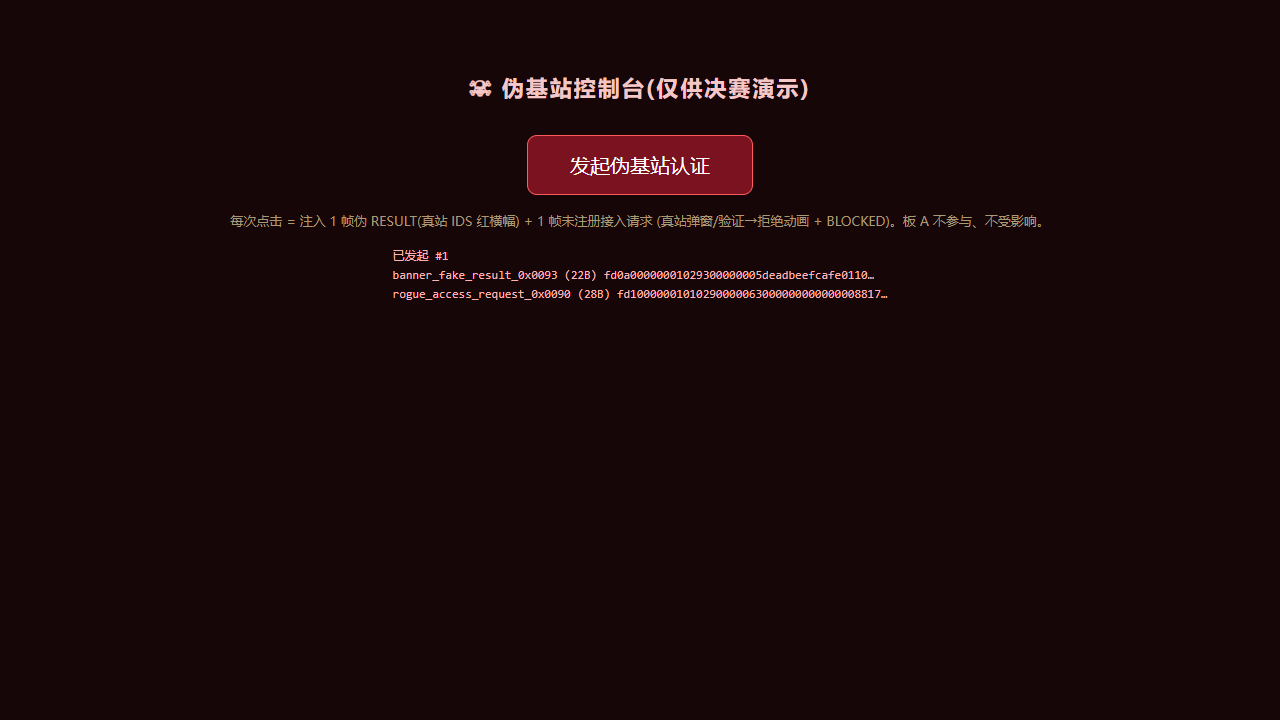 ☠ 伪基站控制台(仅供决赛演示)
发起伪基站认证
每次点击 = 注入 1 帧伪 RESULT(真站 IDS 红横幅) + 1 帧未注册接入请求 (真站弹窗/验证→拒绝动画 + BLOCKED)。板 A 不参与、不受影响。
已发起 #1
banner_fake_result_0x0093 (22B) fd0a00000001029300000005deadbeefcafe0110…
rogue_access_request_0x0090 (28B) fd1000000101029000006300000000000008817…